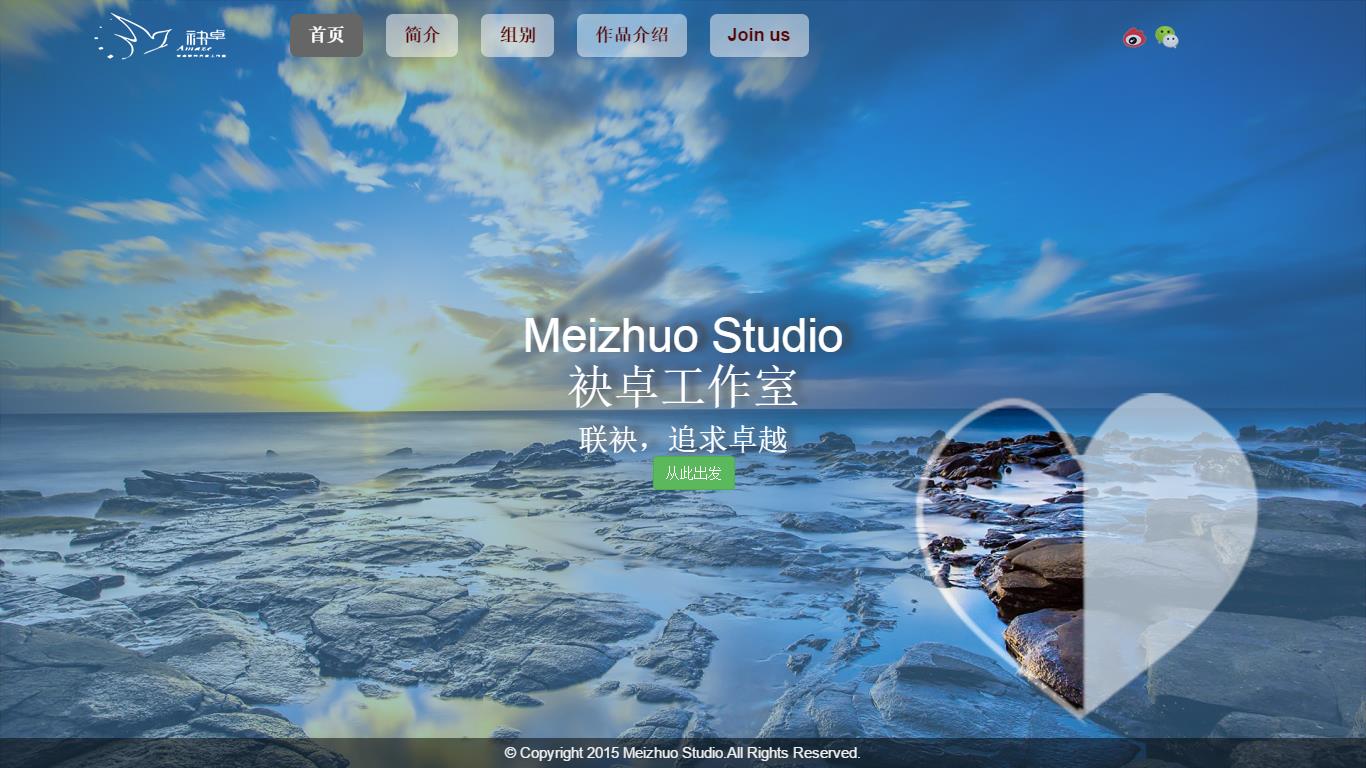 袂卓
Amaze
首页
简介
组别
作品介绍
Join us
Meizhuo Studio
袂卓工作室
联袂，追求卓越
从此出发
© Copyright 2015 Meizhuo Studio.All Rights Reserved.